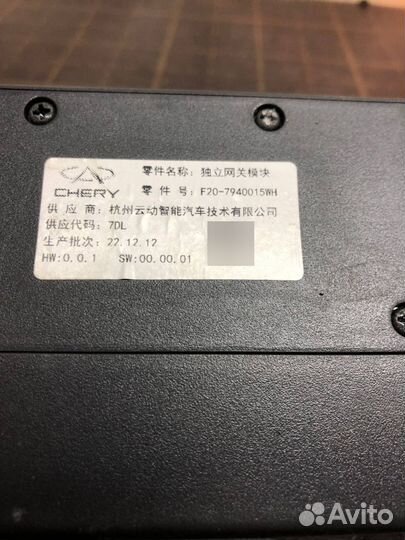 零件名称: 独立网关模块
CHERY
零 件 号: F20-7940015WH
供 应 商: 杭州云动智能汽车技术有限公司
供应代码: 7DL
生产批次: 22.12.12
HW:0.0.1 SW:00.00.01
Avito